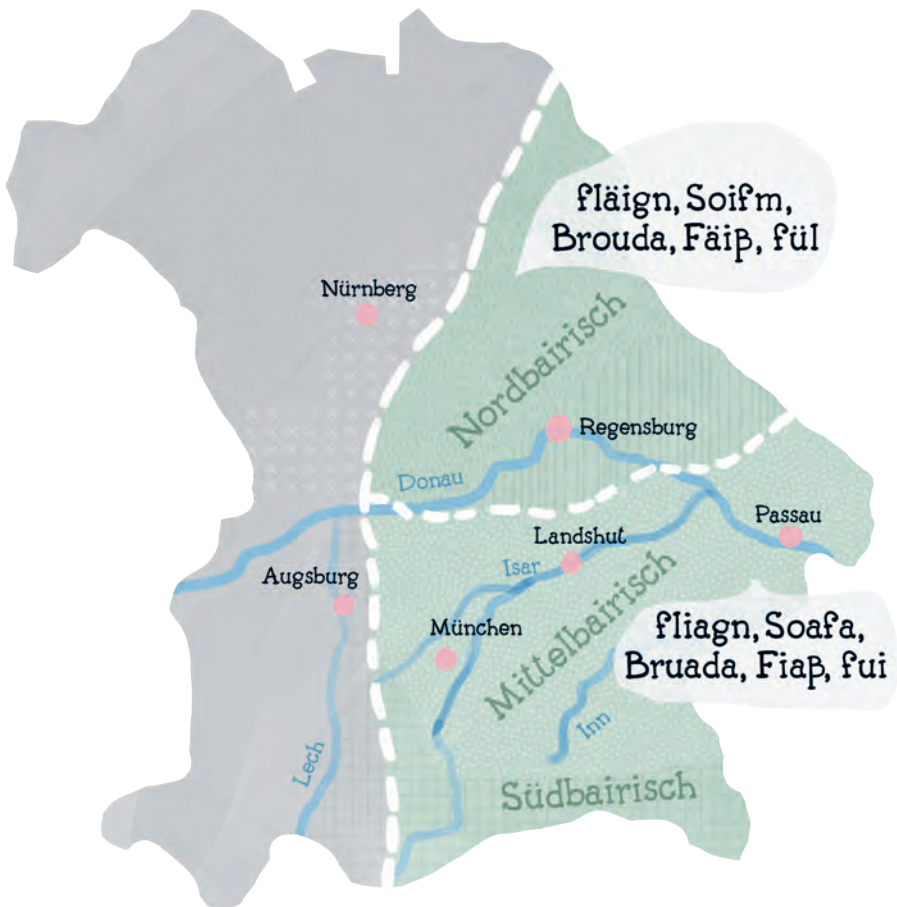 fläign, Soifm,
Brouda, Fäiß, fül
Nürnberg
Nordbairisch
Regensburg
Donau
Passau
Landshut
Isar
Augsburg
München
Mittelbairisch
fliagn, Soafa,
Bruada, Fiaß, fui
Inn
Lech
Südbairisch